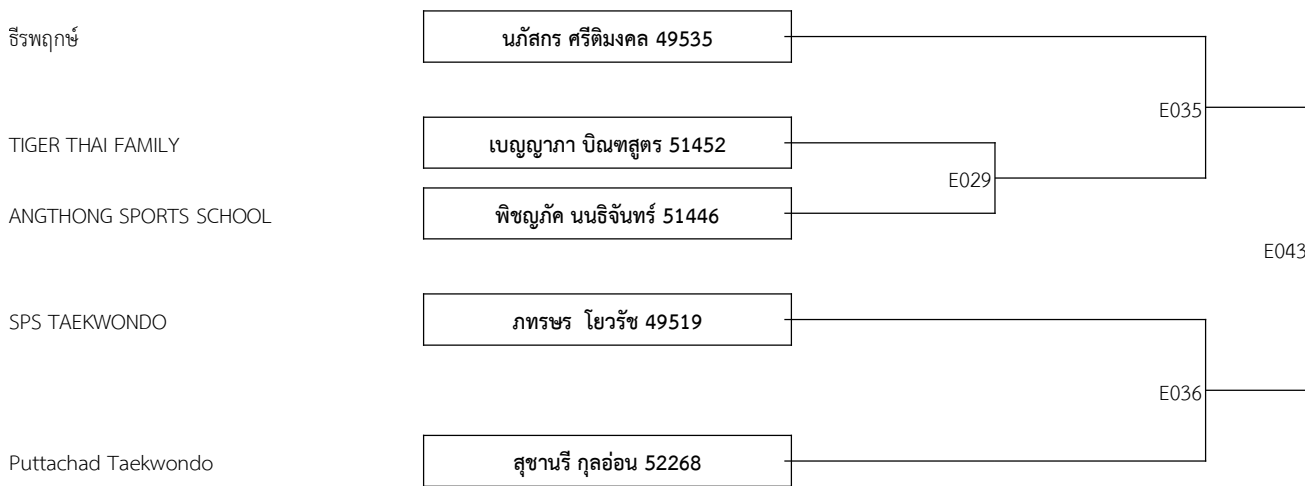 ธีรพฤกษ์ นภัสกร ศรีติมงคล 49535
E035
TIGER THAI FAMILY เบญญาภา บิณฑสูตร 51452
E029
ANGTHONG SPORTS SCHOOL พิชญภัค นนธิจันทร์ 51446
E043
SPS TAEKWONDO ภทรษร โยวรัช 49519
E036
Puttachad Taekwondo สุชานรี กุลอ่อน 52268